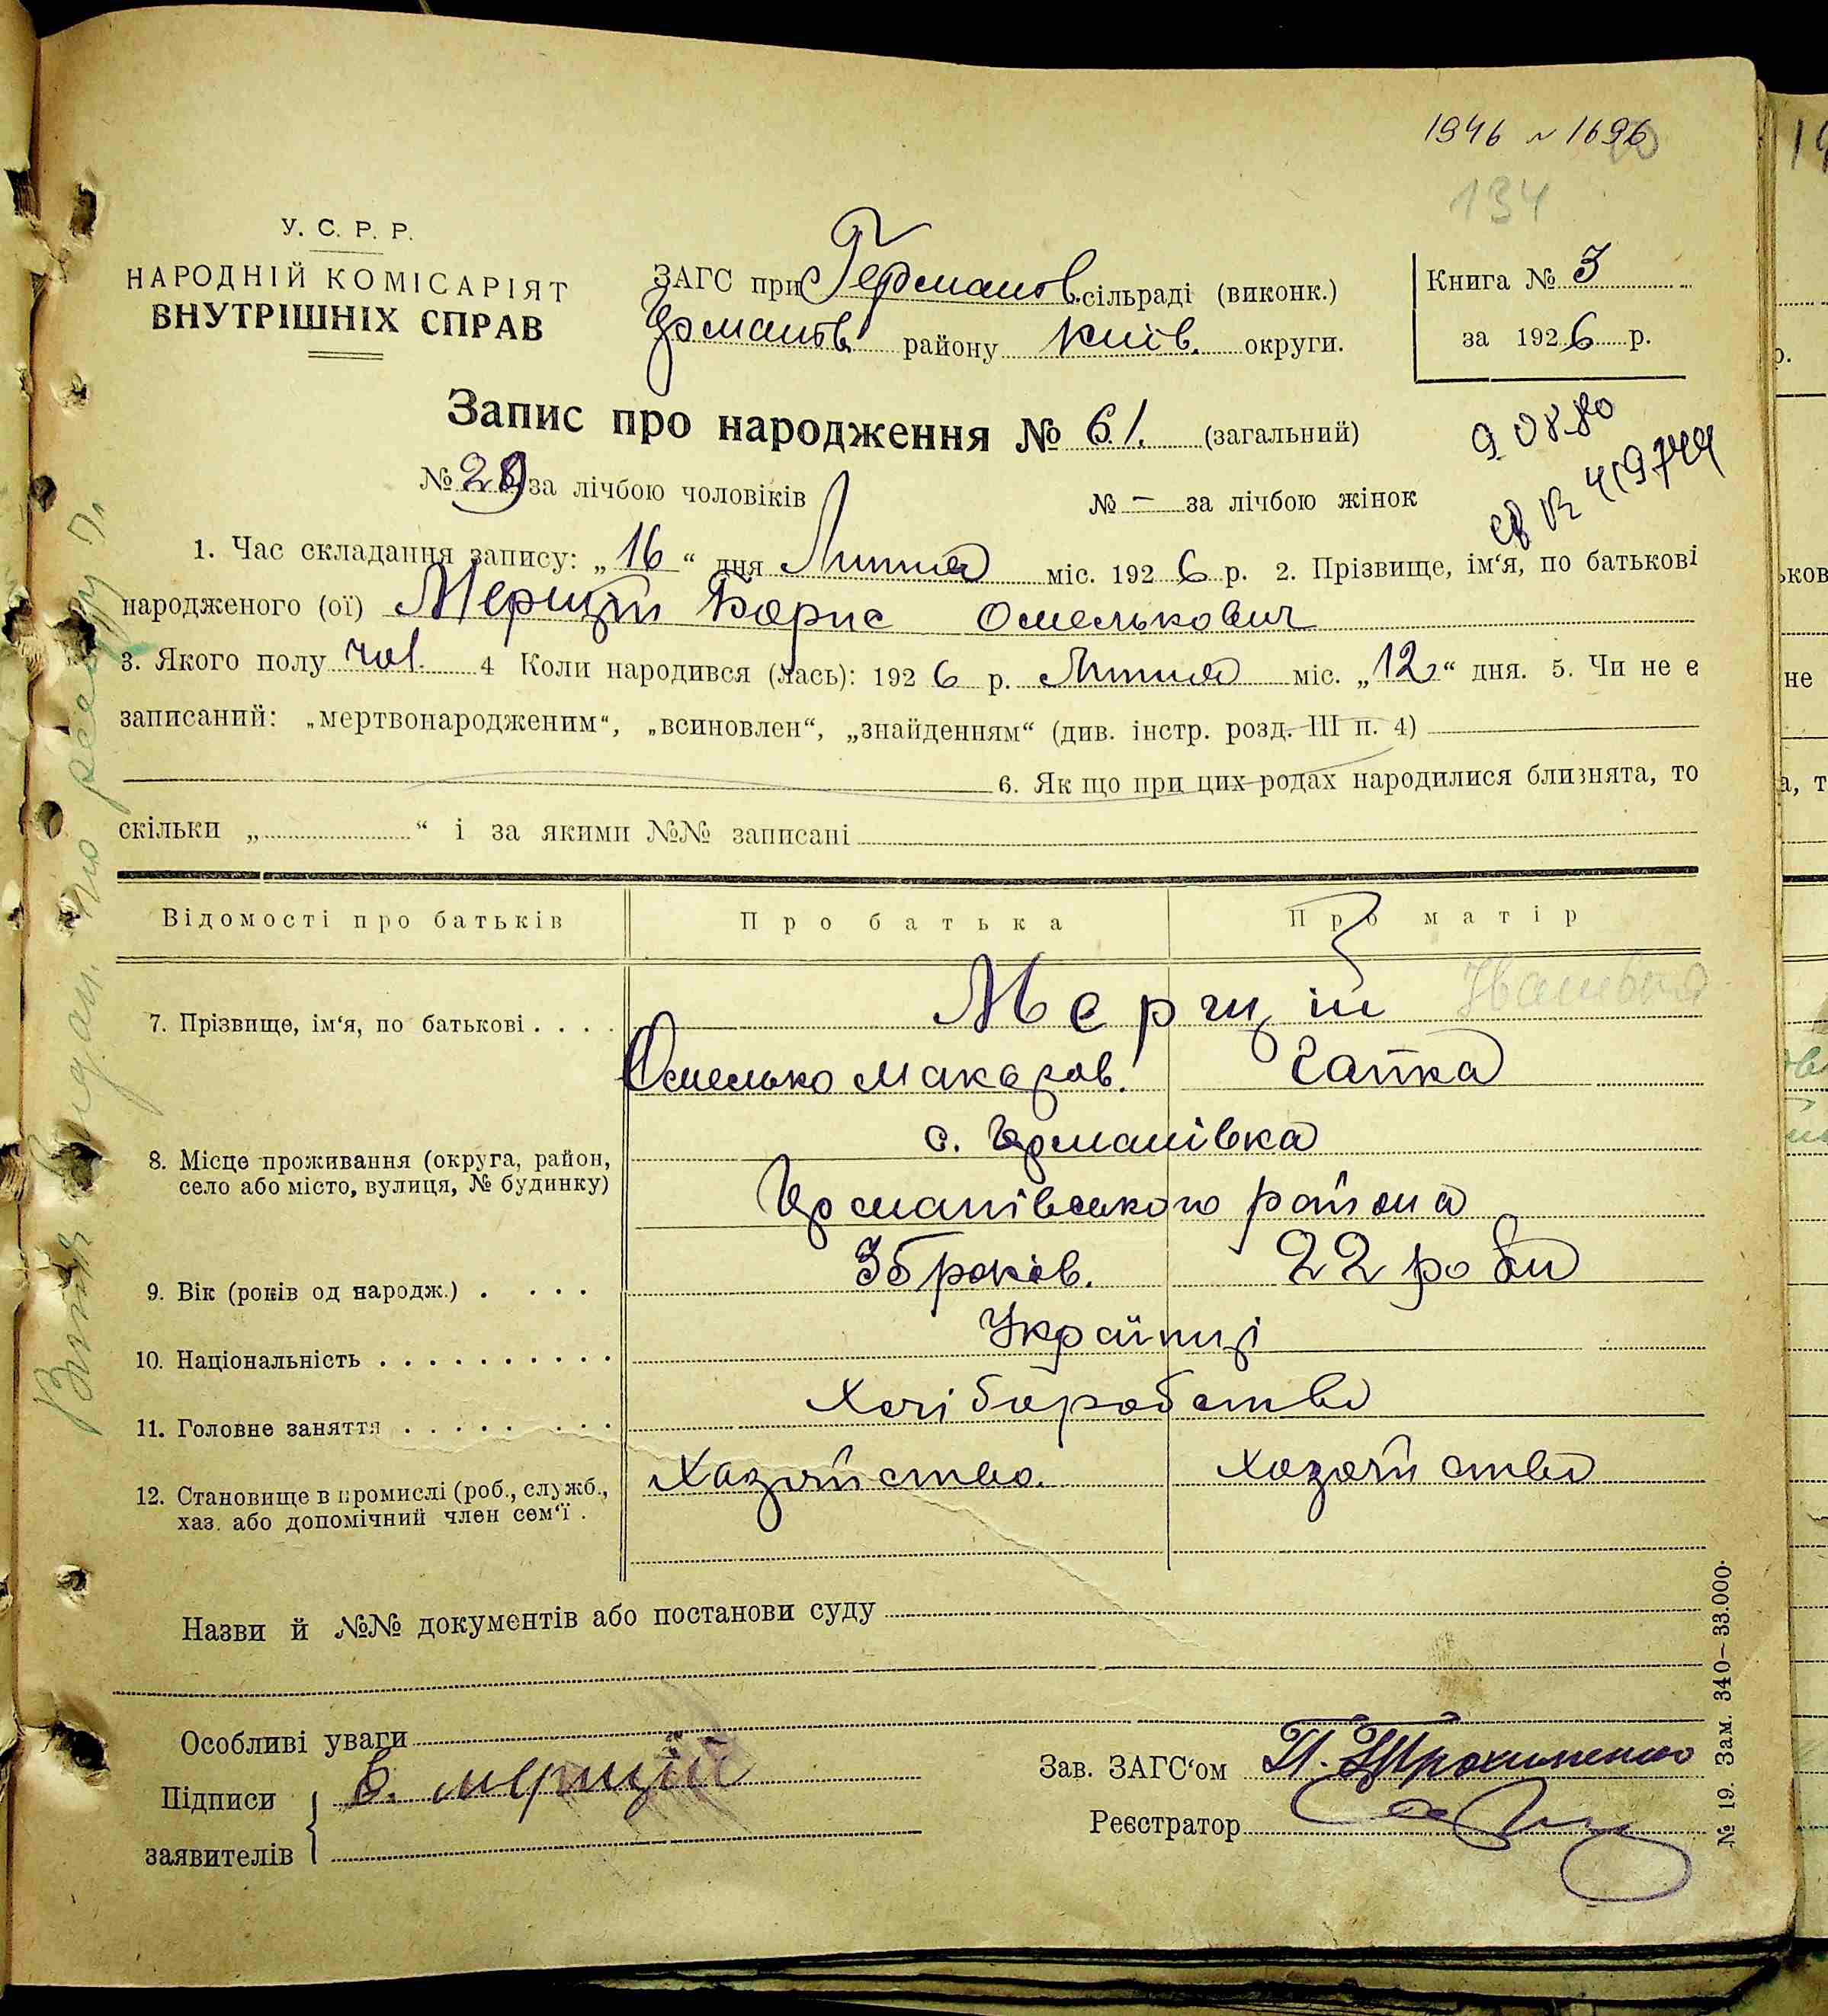 1946 № 1696
134
У. С. Р. Р.
НАРОДНІЙ КОМІСАРІЯТ
ВНУТРІШНІХ СПРАВ
ЗАГС при Германов. сільраді (виконк.)
Германов. району Київ. округи.
Книга № 3
за 1926 р.
Запис про народження № 61. (загальний)
№ 29 за лічбою чоловіків № — за лічбою жінок
1. Час складання запису: „16“ дня Липня міс. 1926 р. 2. Прізвище, ім‘я, по батькові
народженого (ої) Мерщій Борис Омелькович
3. Якого полу чол. 4 Коли народився (лась): 1926 р. Липня міс. „12“ дня. 5. Чи не є
записаний: „мертвонародженим“, „всиновлен“, „знайденням“ (див. інстр. розд. III п. 4)
6. Як що при цих родах народилися близнята, то
скільки „ “ і за якими №№ записані
Відомості про батьків Про батька Про матір
7. Прізвище, ім‘я, по батькові . . . . Мерщій Іванівна
Омелько Макаров. Гапка
8. Місце проживання (округа, район, с. Германівка
село або місто, вулиця, № будинку) Германівського района
9. Вік (років од народж.) . . . . 36 років. 22 роки
10. Національність . . . . . . . . . . . Українці
11. Головне заняття . . . . . . . . Хліборобство
12. Становище в промислі (роб., служб., Хазяйство. Хазяйство
хаз. або допомічний член сем‘ї .
Назви й №№ документів або постанови суду
Особливі уваги
Підписи О. Мерщій
заявителів
Зав. ЗАГС‘ом
Реєстратор
№ 19. Зам. 340—33.000.